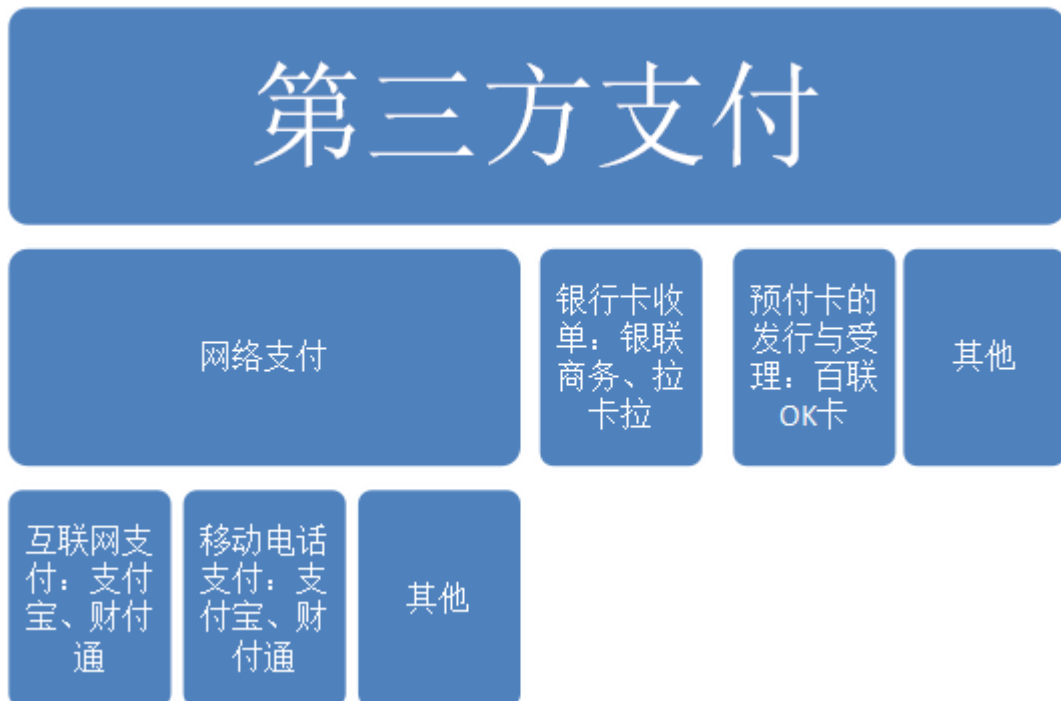 第三方支付
网络支付
银行卡收
单：银联
商务、拉
卡拉
预付卡的
发行与受
理：百联
OK卡
其他
互联网支
付：支付
宝、财付
通
移动电话
支付：支
付宝、财
付通
其他